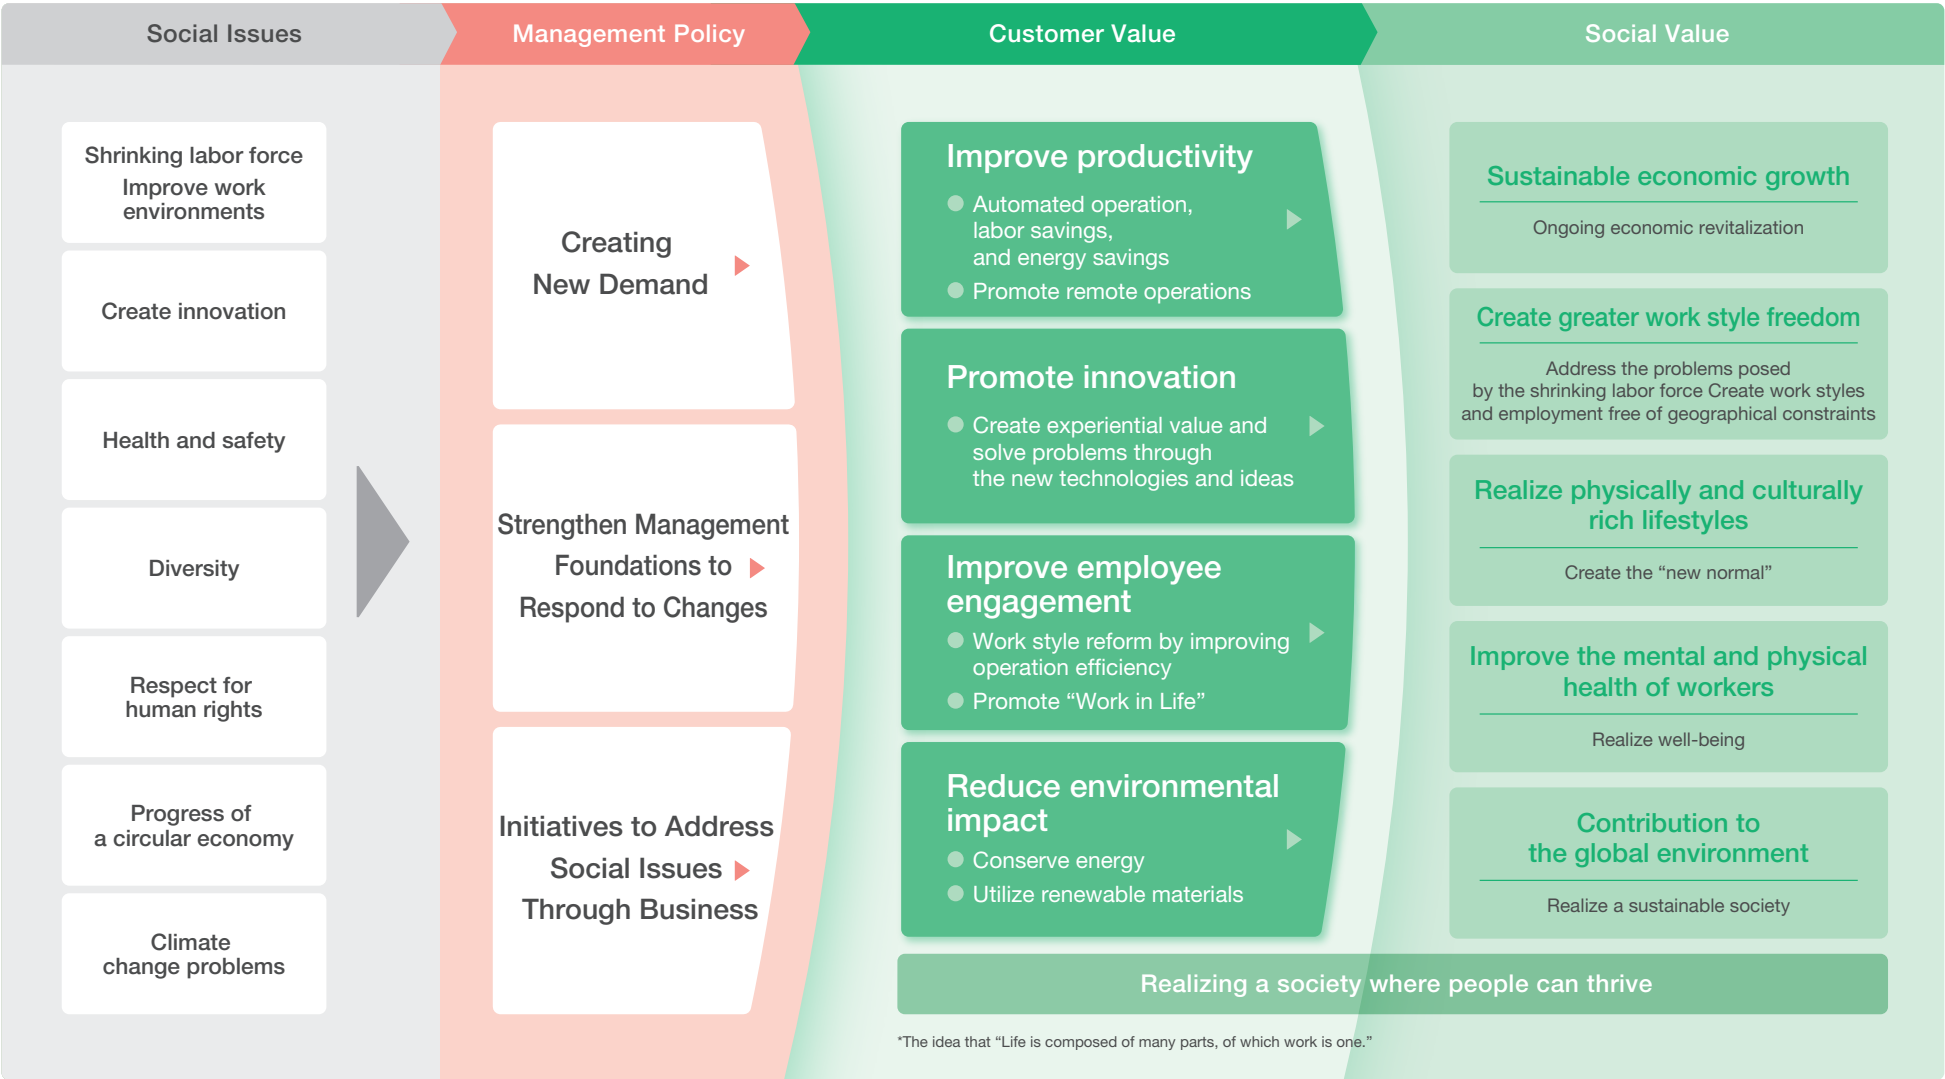 Social Issues
Management Policy
Customer Value
Social Value
Shrinking labor force
Improve work
environments
Create innovation
Health and safety
Diversity
Respect for
human rights
Progress of
a circular economy
Climate
change problems
Creating
New Demand
Strengthen Management
Foundations to
Respond to Changes
Initiatives to Address
Social Issues
Through Business
Improve productivity
Automated operation,
labor savings,
and energy savings
Promote remote operations
Promote innovation
Create experiential value and
solve problems through
the new technologies and ideas
Improve employee
engagement
Work style reform by improving
operation efficiency
Promote “Work in Life”
Reduce environmental
impact
Conserve energy
Utilize renewable materials
Sustainable economic growth
Ongoing economic revitalization
Create greater work style freedom
Address the problems posed
by the shrinking labor force Create work styles
and employment free of geographical constraints
Realize physically and culturally
rich lifestyles
Create the “new normal”
Improve the mental and physical
health of workers
Realize well-being
Contribution to
the global environment
Realize a sustainable society
Realizing a society where people can thrive
*The idea that “Life is composed of many parts, of which work is one.”